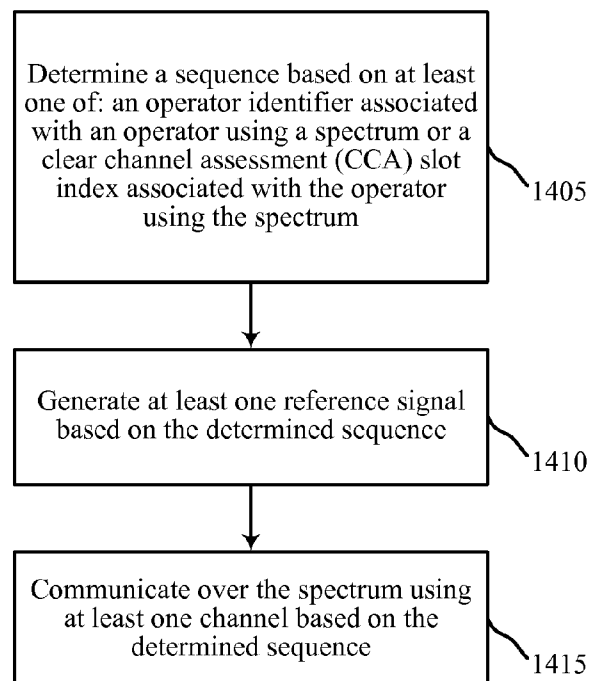 Determine a sequence based on at least
one of: an operator identifier associated
with an operator using a spectrum or a
clear channel assessment (CCA) slot
index associated with the operator
using the spectrum
1405
Generate at least one reference signal
based on the determined sequence
1410
Communicate over the spectrum using
at least one channel based on the
determined sequence
1415